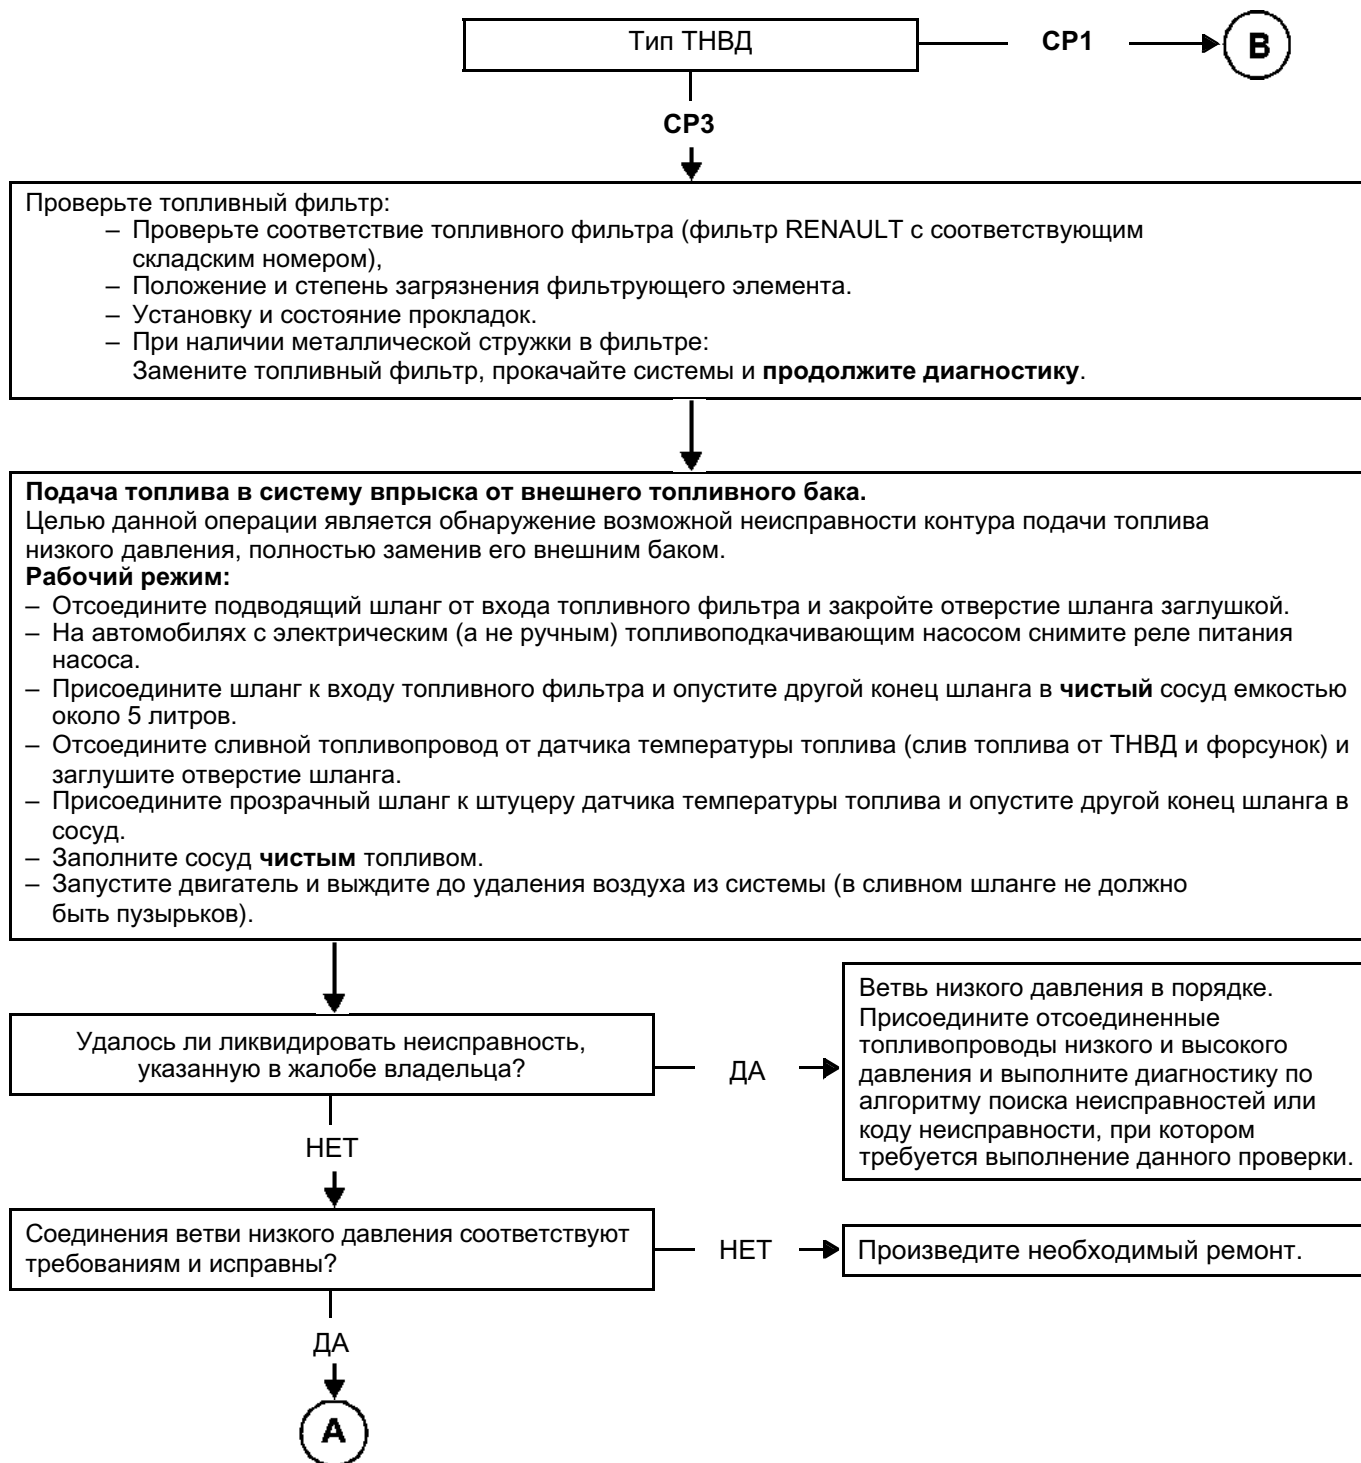 Тип ТНВД
CP1
B
CP3
Проверьте топливный фильтр:
– Проверьте соответствие топливного фильтра (фильтр RENAULT с соответствующим
складским номером),
– Положение и степень загрязнения фильтрующего элемента.
– Установку и состояние прокладок.
– При наличии металлической стружки в фильтре:
Замените топливный фильтр, прокачайте системы и продолжите диагностику.
Подача топлива в систему впрыска от внешнего топливного бака.
Целью данной операции является обнаружение возможной неисправности контура подачи топлива
низкого давления, полностью заменив его внешним баком.
Рабочий режим:
– Отсоедините подводящий шланг от входа топливного фильтра и закройте отверстие шланга заглушкой.
– На автомобилях с электрическим (а не ручным) топливоподкачивающим насосом снимите реле питания
насоса.
– Присоедините шланг к входу топливного фильтра и опустите другой конец шланга в чистый сосуд емкостью
около 5 литров.
– Отсоедините сливной топливопровод от датчика температуры топлива (слив топлива от ТНВД и форсунок) и
заглушите отверстие шланга.
– Присоедините прозрачный шланг к штуцеру датчика температуры топлива и опустите другой конец шланга в
сосуд.
– Заполните сосуд чистым топливом.
– Запустите двигатель и выждите до удаления воздуха из системы (в сливном шланге не должно
быть пузырьков).
Удалось ли ликвидировать неисправность,
указанную в жалобе владельца?
ДА
Ветвь низкого давления в порядке.
Присоедините отсоединенные
топливопроводы низкого и высокого
давления и выполните диагностику по
алгоритму поиска неисправностей или
коду неисправности, при котором
требуется выполнение данного проверки.
НЕТ
Соединения ветви низкого давления соответствуют
требованиям и исправны?
НЕТ
Произведите необходимый ремонт.
ДА
A